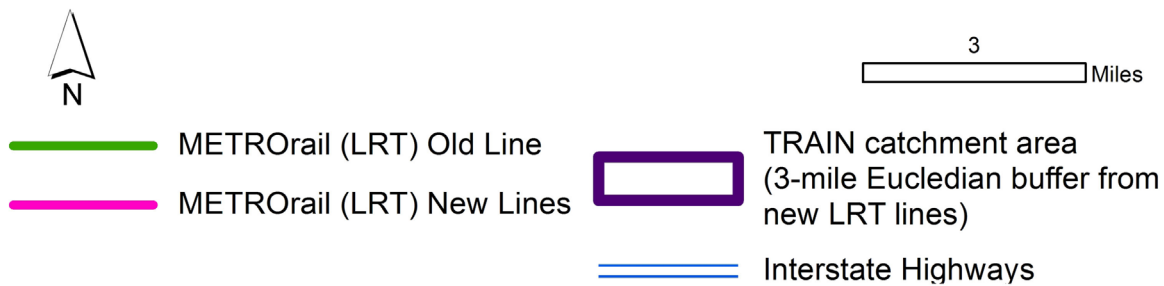 N
3
Miles
METROrail (LRT) Old Line
METROrail (LRT) New Lines
TRAIN catchment area
(3-mile Eucledian buffer from
new LRT lines)
Interstate Highways